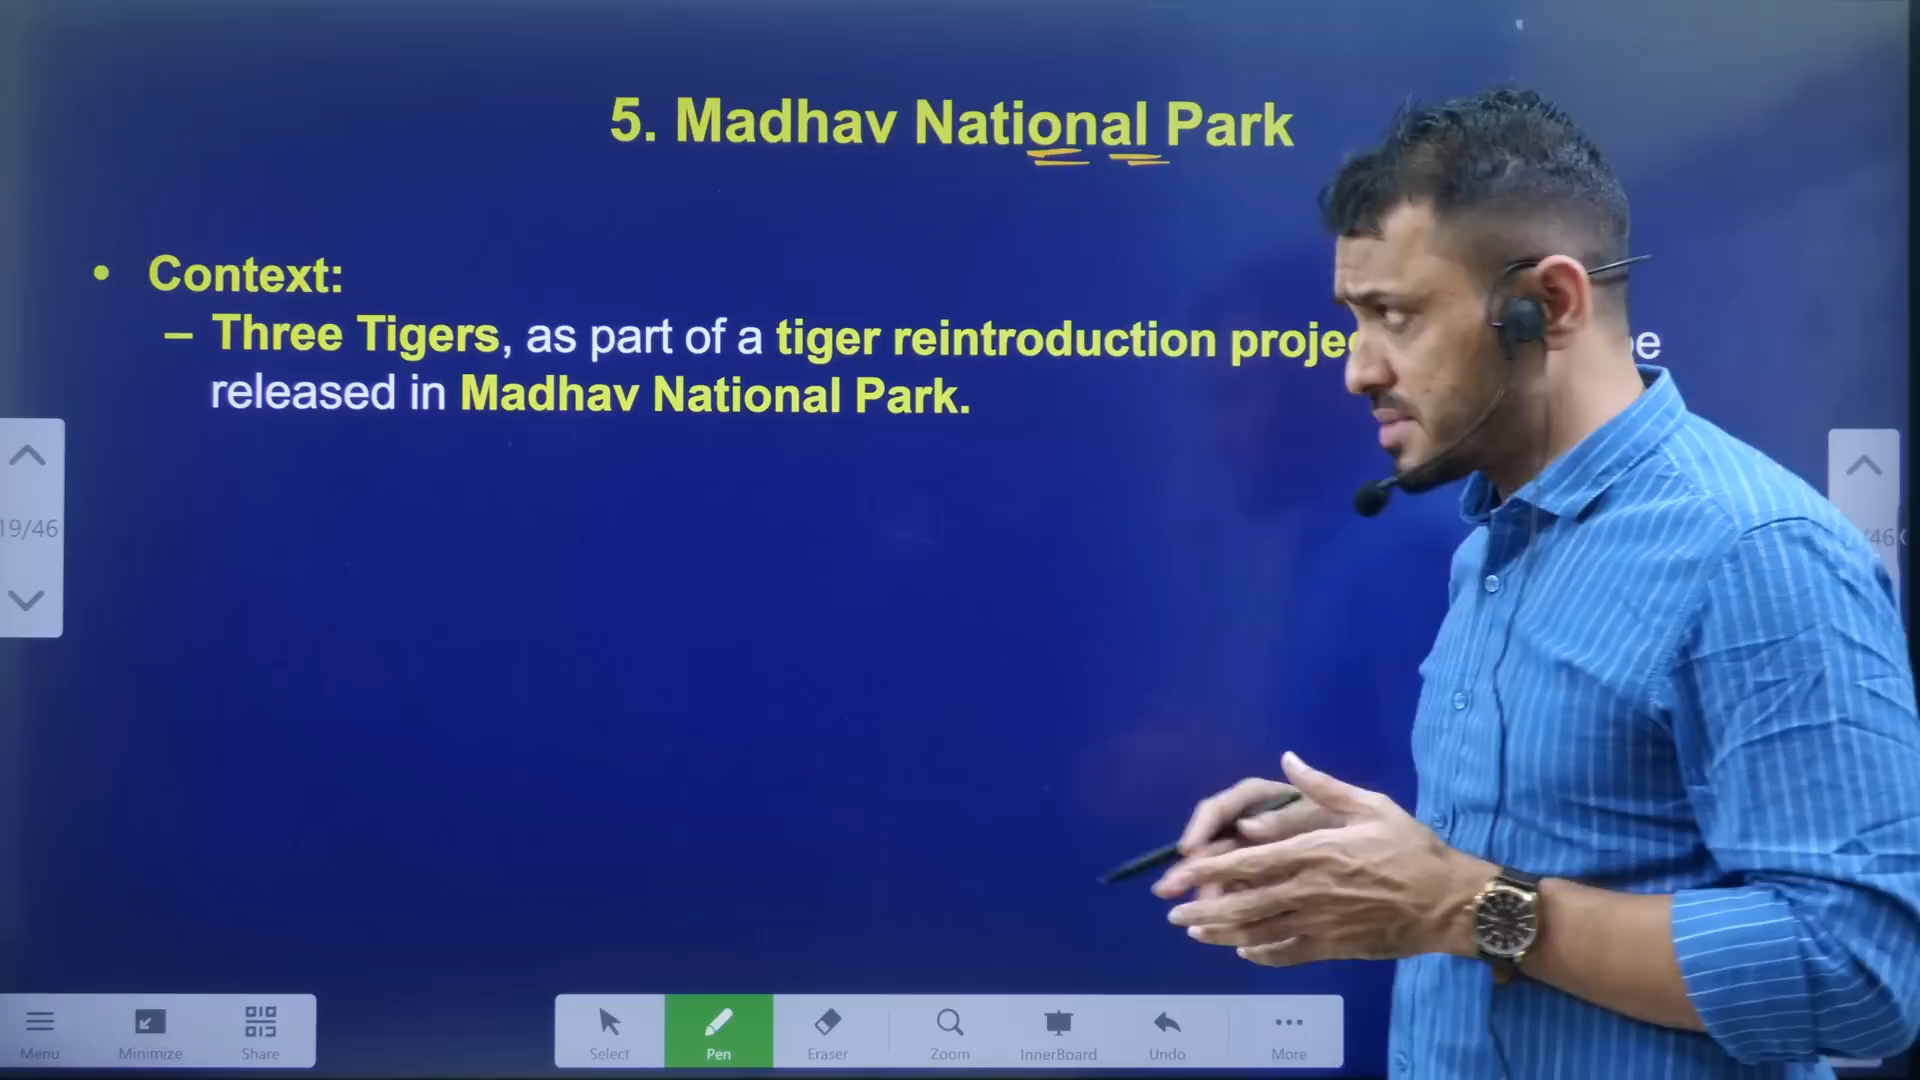 5. Madhav National Park
• Context:
– Three Tigers, as part of a tiger reintroduction
released in Madhav National Park.
19/46
Menu
Minimize
Share
Select
Pen
Eraser
Zoom
InnerBoard
Undo
More